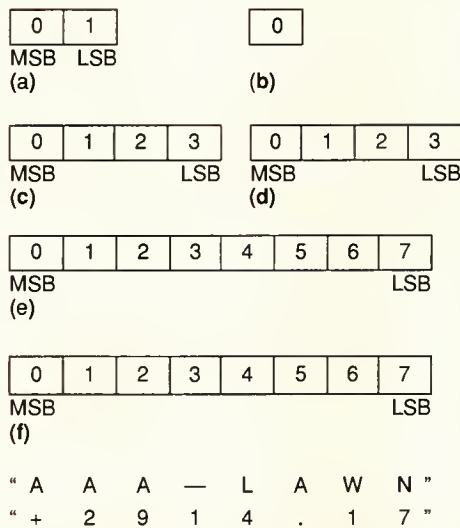 0 1
MSB LSB
(a)
0
(b)
0 1 2 3
MSB LSB
(c)
0 1 2 3
MSB LSB
(d)
0 1 2 3 4 5 6 7
MSB LSB
(e)
0 1 2 3 4 5 6 7
MSB LSB
(f)
“ A A A — L A W N ”
“ + 2 9 1 4 . 1 7 ”